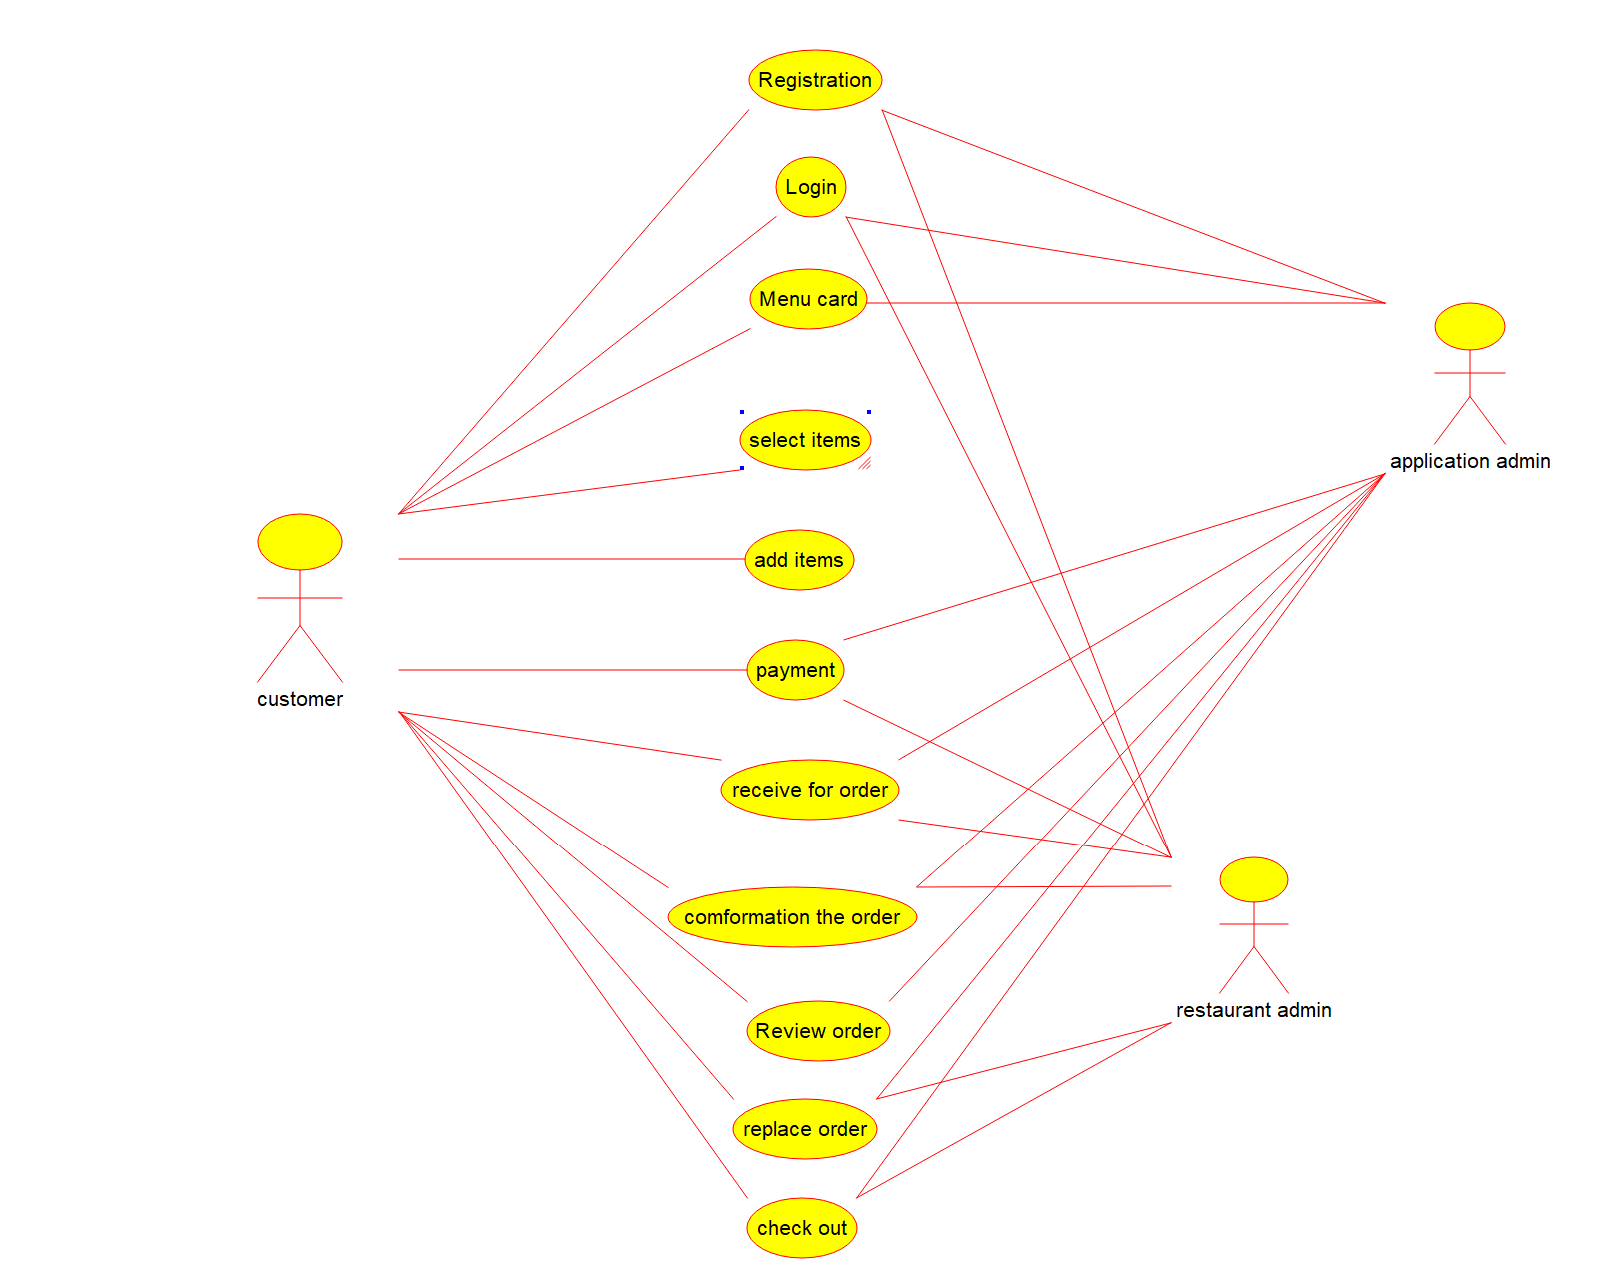 Registration
Login
Menu card
select items
application admin
add items
payment
customer
receive for order
comformation the order
restaurant admin
Review order
replace order
check out